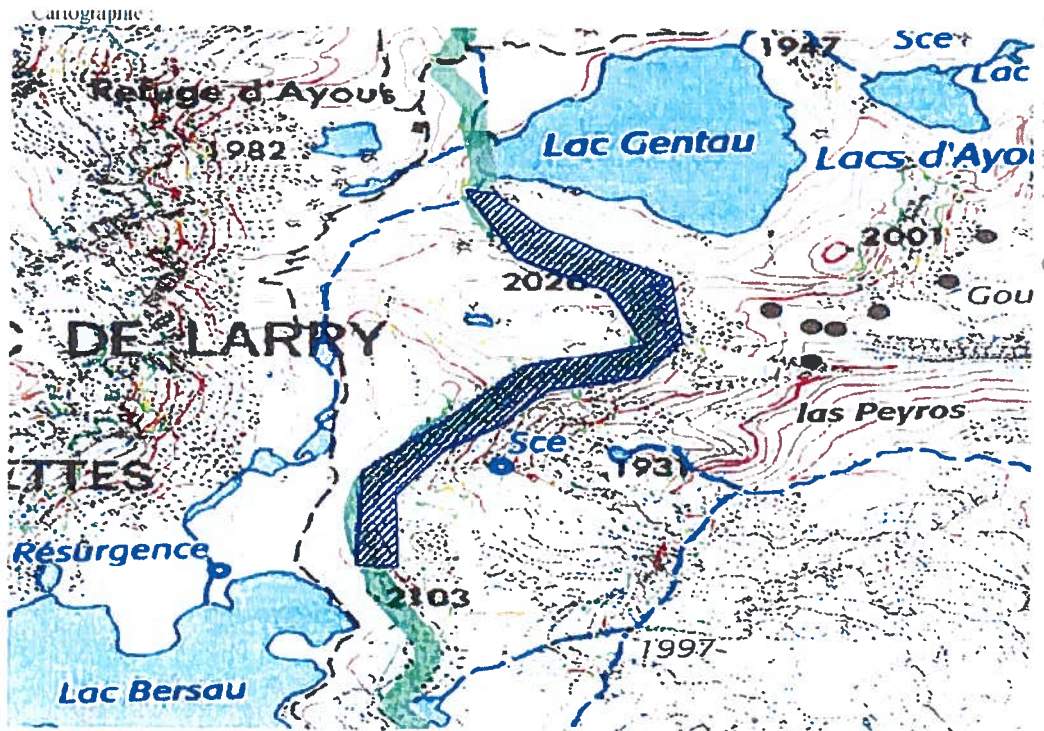 Cartographie :
1947
Sce
Lac
Refuge d'Ayous
1982
Lac Gentau
Lacs d'Ayou
2001
2026
Gou
DE LARRY
las Peyros
Sce
1931
ETTES
Résurgence
2103
1997
Lac Bersau